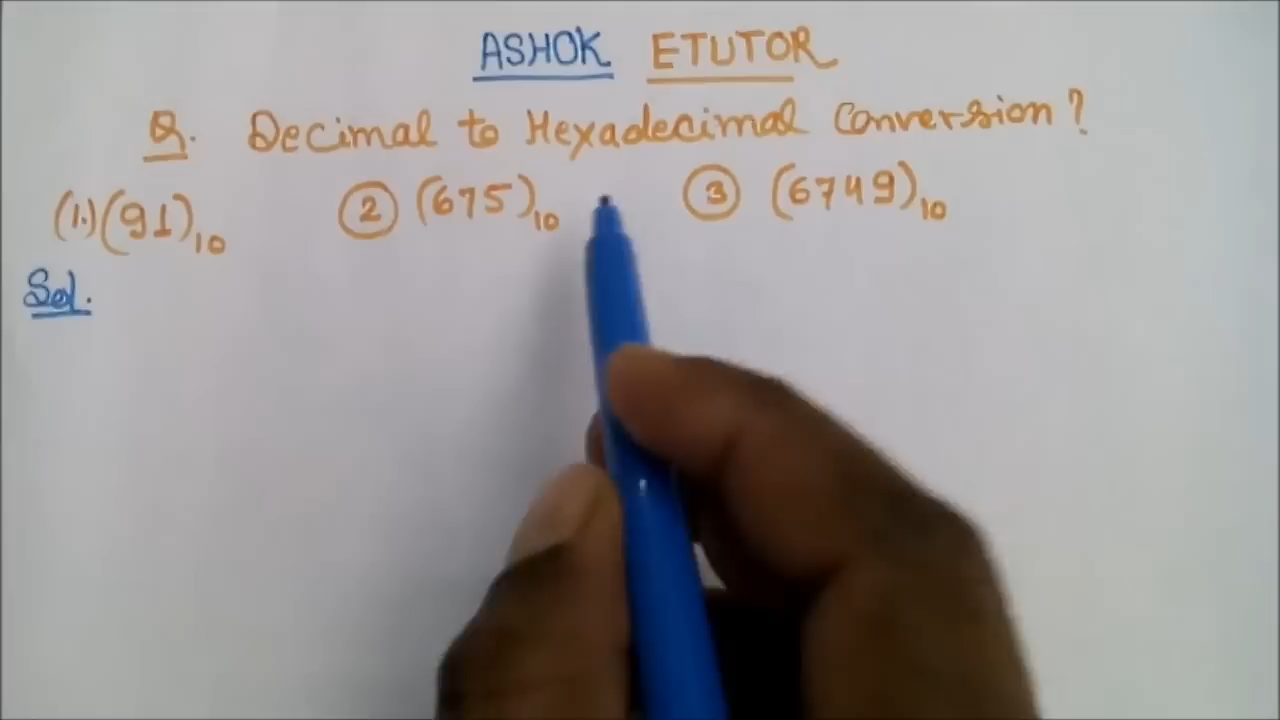 ASHOK ETUTOR
Q. Decimal to Hexadecimal Conversion?
(1.) (91)₁₀ ② (675)₁₀ ③ (6749)₁₀
Sol.